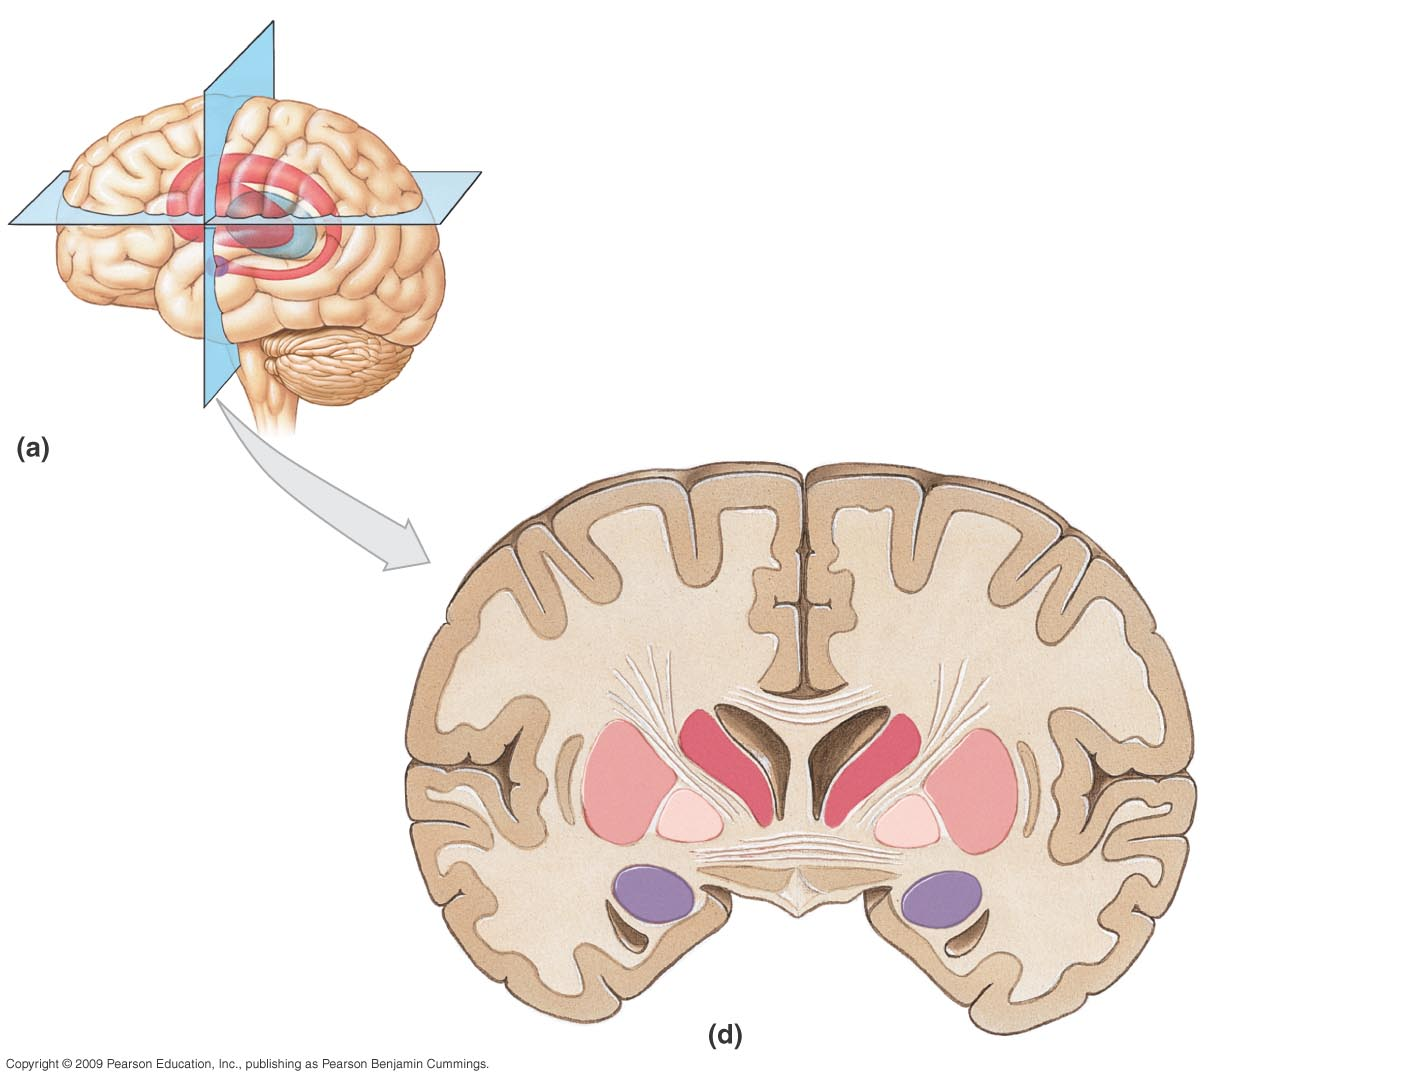 (a)
(d)
Copyright © 2009 Pearson Education, Inc., publishing as Pearson Benjamin Cummings.